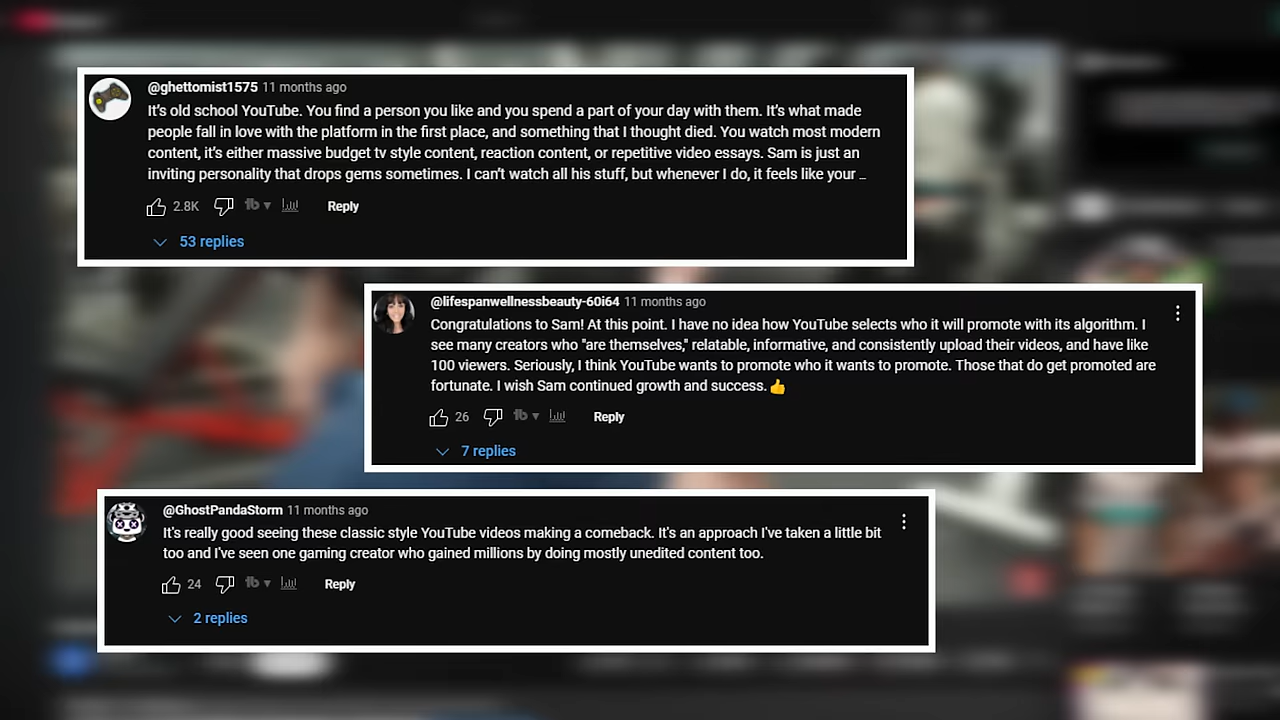 @ghettomist1575 11 months ago
It's old school YouTube. You find a person you like and you spend a part of your day with them. It's what made
people fall in love with the platform in the first place, and something that I thought died. You watch most modern
content, it's either massive budget tv style content, reaction content, or repetitive video essays. Sam is just an
inviting personality that drops gems sometimes. I can't watch all his stuff, but whenever I do, it feels like your ...
2.8K tb Reply
53 replies
@lifespanwellnessbeauty-60i64 11 months ago
Congratulations to Sam! At this point. I have no idea how YouTube selects who it will promote with its algorithm. I
see many creators who "are themselves," relatable, informative, and consistently upload their videos, and have like
100 viewers. Seriously, I think YouTube wants to promote who it wants to promote. Those that do get promoted are
fortunate. I wish Sam continued growth and success. 👍
26 tb Reply
7 replies
@GhostPandaStorm 11 months ago
It's really good seeing these classic style YouTube videos making a comeback. It's an approach I've taken a little bit
too and I've seen one gaming creator who gained millions by doing mostly unedited content too.
24 tb Reply
2 replies